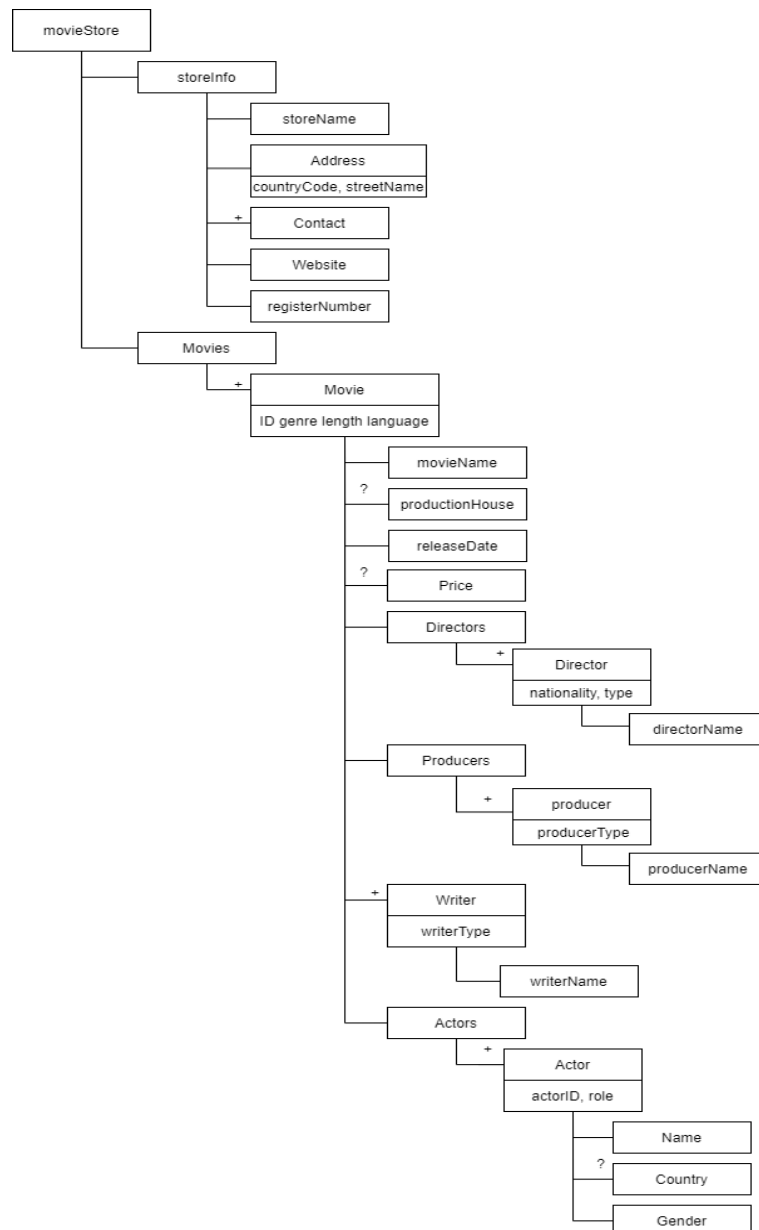 movieStore
storeInfo
storeName
Address
countryCode, streetName
+
Contact
Website
registerNumber
Movies
+
Movie
ID genre length language
movieName
?
productionHouse
releaseDate
?
Price
Directors
+
Director
nationality, type
directorName
Producers
+
producer
producerType
producerName
+
Writer
writerType
writerName
Actors
+
Actor
actorID, role
Name
?
Country
Gender